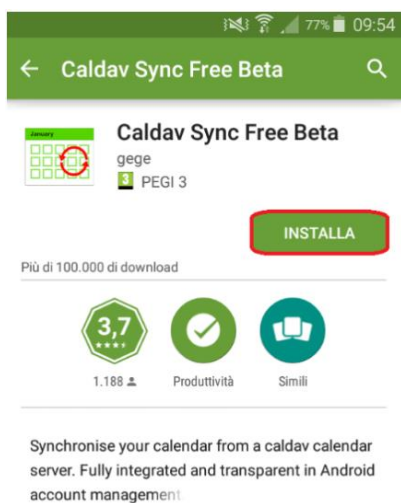 77% 09:54
Caldav Sync Free Beta
January
Caldav Sync Free Beta
gege
3 PEGI 3
INSTALLA
Più di 100.000 di download
3,7
1.188 Produttività Simili
Synchronise your calendar from a caldav calendar
server. Fully integrated and transparent in Android
account management